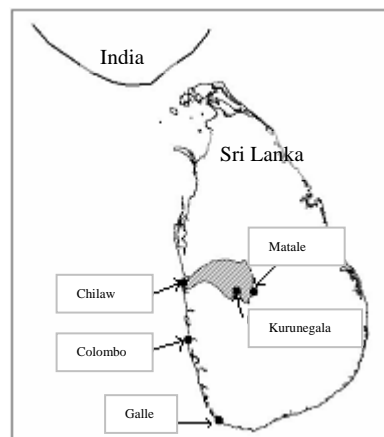 India
Sri Lanka
Matale
Chilaw
Kurunegala
Colombo
Galle